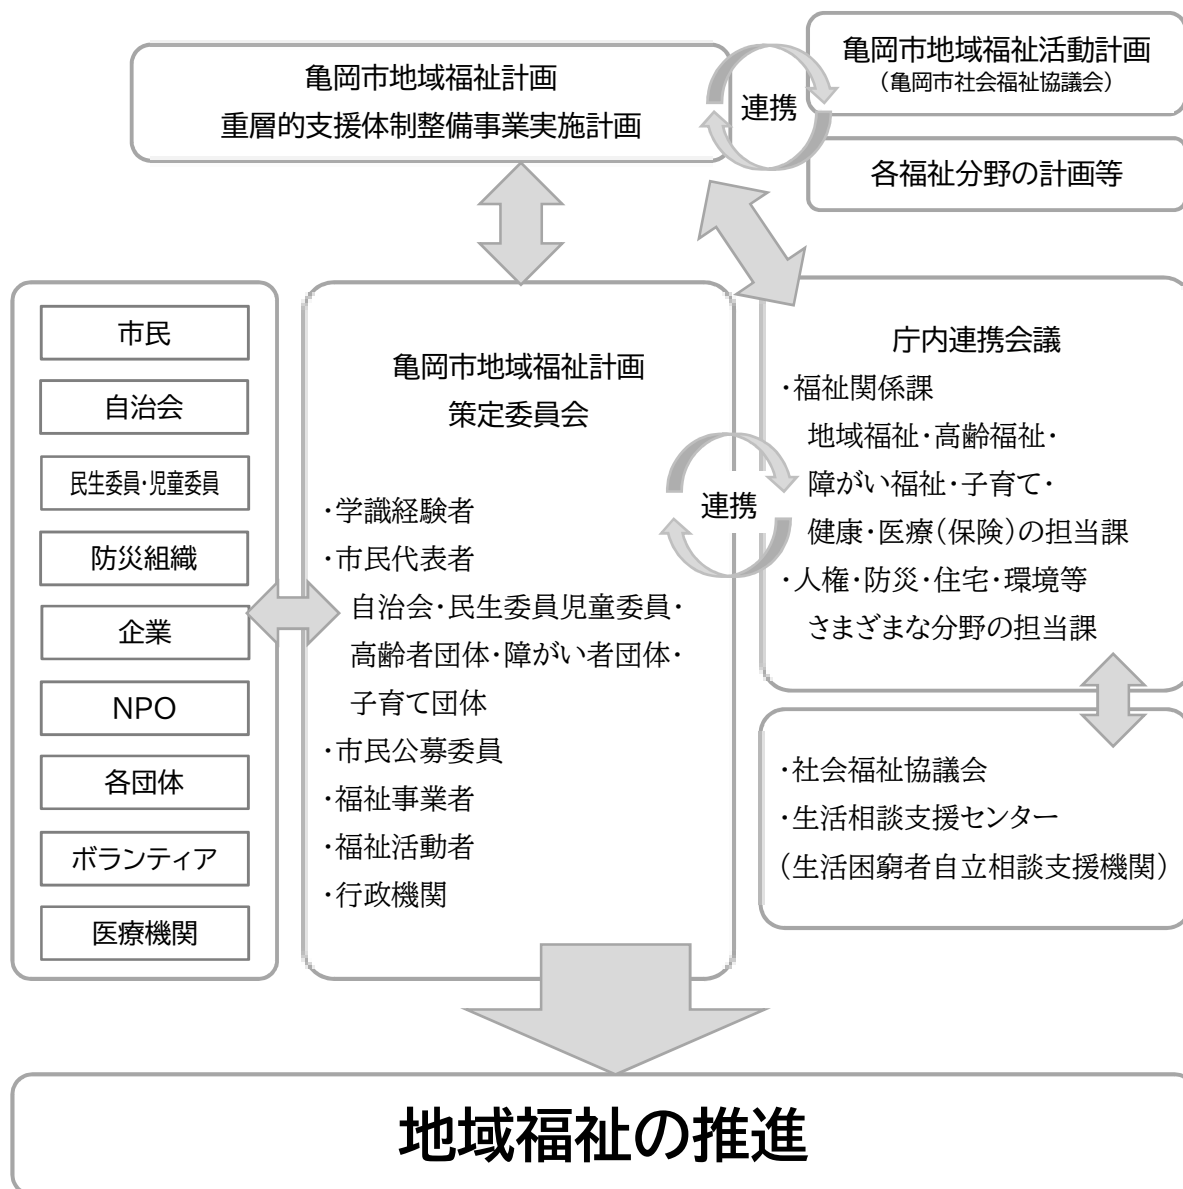 亀岡市地域福祉計画
重層的支援体制整備事業実施計画
連携
亀岡市地域福祉活動計画
（亀岡市社会福祉協議会）
各福祉分野の計画等
市民
自治会
民生委員・児童委員
防災組織
企業
NPO
各団体
ボランティア
医療機関
亀岡市地域福祉計画
策定委員会
・学識経験者
・市民代表者
自治会・民生委員児童委員・
高齢者団体・障がい者団体・
子育て団体
・市民公募委員
・福祉事業者
・福祉活動者
・行政機関
連携
庁内連携会議
・福祉関係課
地域福祉・高齢福祉・
障がい福祉・子育て・
健康・医療（保険）の担当課
・人権・防災・住宅・環境等
さまざまな分野の担当課
・社会福祉協議会
・生活相談支援センター
（生活困窮者自立相談支援機関）
地域福祉の推進